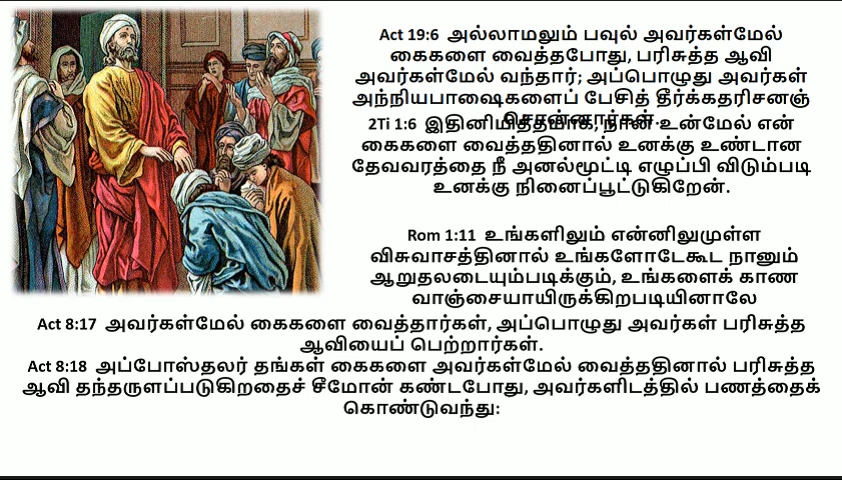 Act 19:6 அல்லாமலும் பவுல் அவர்கள்மேல்
கைகளை வைத்தபோது, பரிசுத்த ஆவி
அவர்கள்மேல் வந்தார்; அப்பொழுது அவர்கள்
அந்நியபாஷைகளைப் பேசித் தீர்க்கதரிசனஞ்
சொன்னார்கள்.
2Ti 1:6 இதினிமித்தமாக, நான் உன்மேல் என்
கைகளை வைத்ததினால் உனக்கு உண்டான
தேவவரத்தை நீ அனல்மூட்டி எழுப்பி விடும்படி
உனக்கு நினைப்பூட்டுகிறேன்.
Rom 1:11 உங்களிலும் என்னிலுமுள்ள
விசுவாசத்தினால் உங்களோடேகூட நானும்
ஆறுதலடையும்படிக்கும், உங்களைக் காண
வாஞ்சையாயிருக்கிறபடியினாலே
Act 8:17 அவர்கள்மேல் கைகளை வைத்தார்கள், அப்பொழுது அவர்கள் பரிசுத்த
ஆவியைப் பெற்றார்கள்.
Act 8:18 அப்போஸ்தலர் தங்கள் கைகளை அவர்கள்மேல் வைத்ததினால் பரிசுத்த
ஆவி தந்தருளப்படுகிறதைச் சீமோன் கண்டபோது, அவர்களிடத்தில் பணத்தைக்
கொண்டுவந்து: